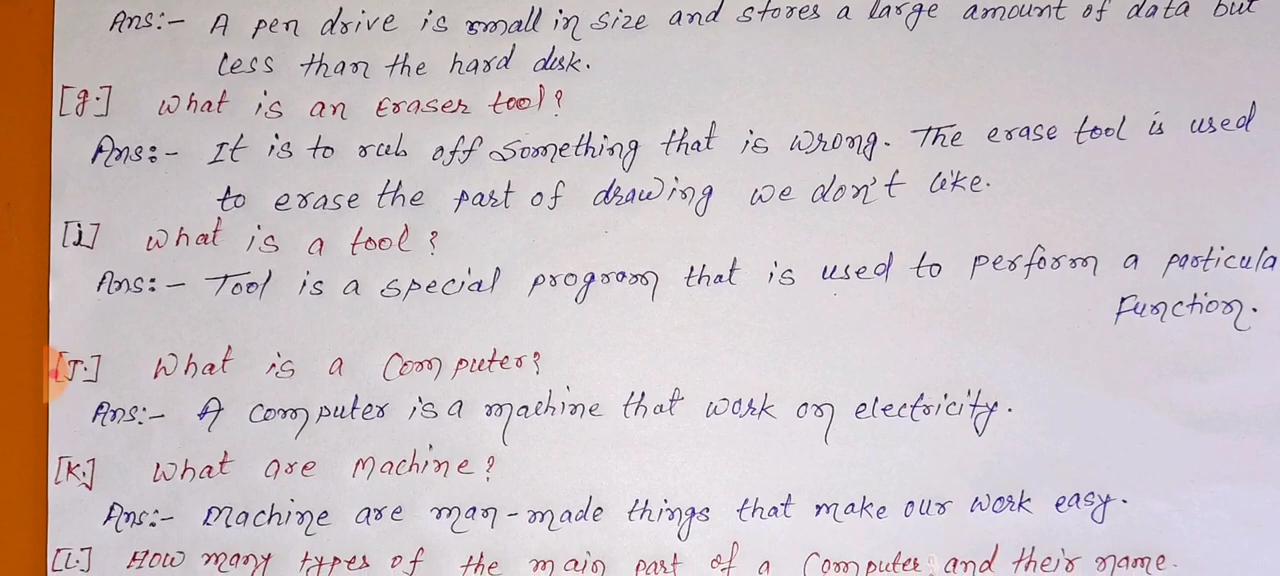 Ans:- A pen drive is small in size and stores a large amount of data but
less than the hard disk.
[g.] What is an Eraser tool?
Ans:- It is to rub off something that is wrong. The erase tool is used
to erase the part of drawing we don't like.
[i] What is a tool?
Ans:- Tool is a special program that is used to perform a particula
Function.
[J.] What is a Computer?
Ans:- A computer is a machine that work on electricity.
[K.] What are Machine?
Ans:- Machine are man-made things that make our work easy.
[L.] How many types of the main part of a Computer and their name.